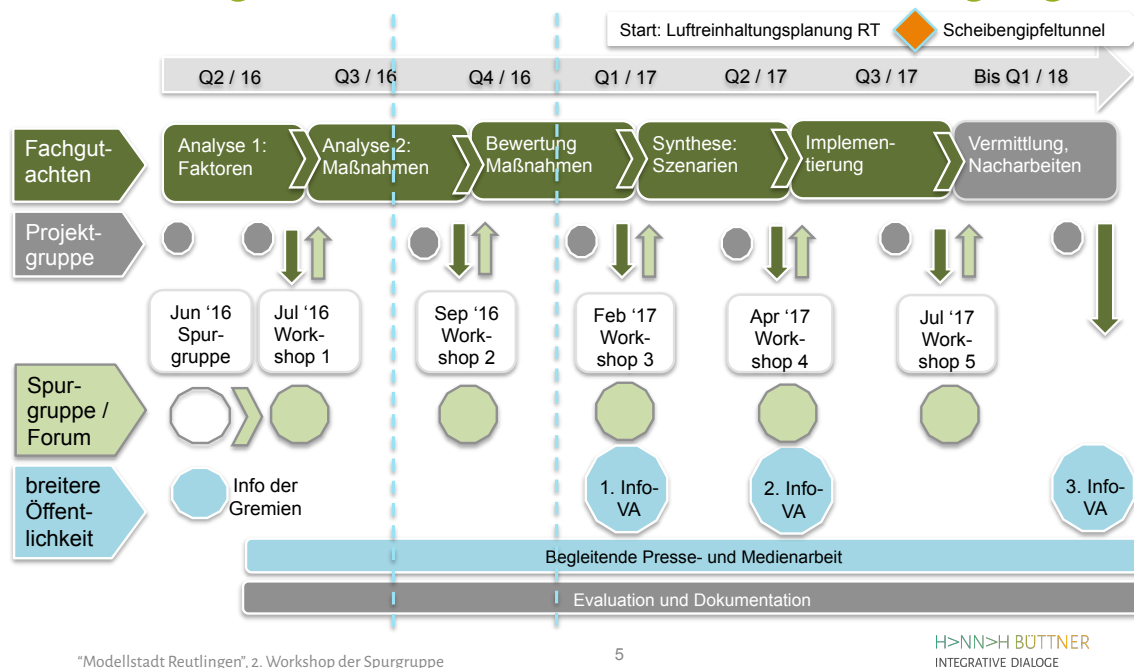 Start: Luftreinhaltungsplanung RT
Scheibengipfeltunnel
Q2 / 16
Q3 / 16
Q4 / 16
Q1 / 17
Q2 / 17
Q3 / 17
Bis Q1 / 18
Fachgut-
achten
Analyse 1:
Faktoren
Analyse 2:
Maßnahmen
Bewertung
Maßnahmen
Synthese:
Szenarien
Implemen-
tierung
Vermittlung,
Nacharbeiten
Projekt-
gruppe
Jun ‘16
Spur-
gruppe
Jul ‘16
Work-
shop 1
Sep ‘16
Work-
shop 2
Feb ‘17
Work-
shop 3
Apr ‘17
Work-
shop 4
Jul ‘17
Work-
shop 5
Spur-
gruppe /
Forum
breitere
Öffent-
lichkeit
Info der
Gremien
1. Info-
VA
2. Info-
VA
3. Info-
VA
Begleitende Presse- und Medienarbeit
Evaluation und Dokumentation
"Modellstadt Reutlingen", 2. Workshop der Spurgruppe
5
H>NN>H BÜTTNER
INTEGRATIVE DIALOGE